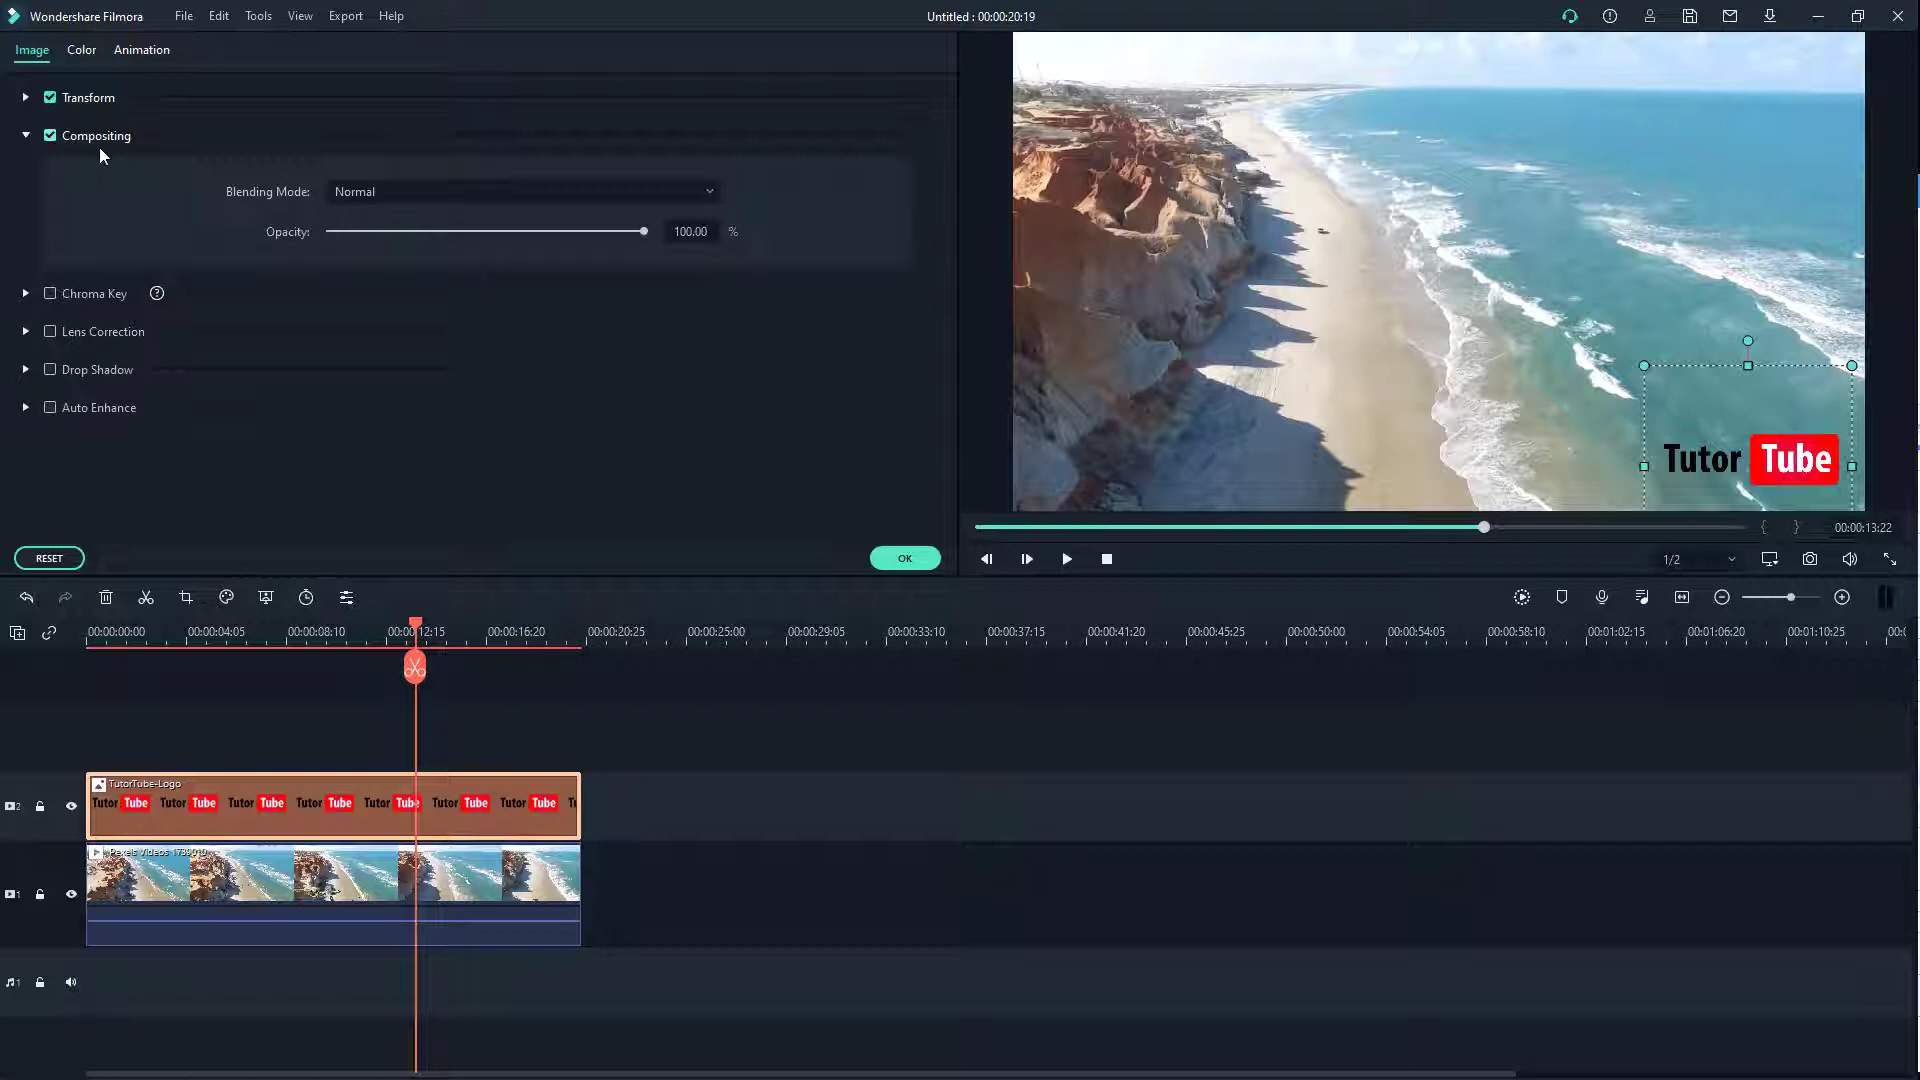 Wondershare Filmora File Edit Tools View Export Help Untitled : 00:00:20:19
Image Color Animation
Transform
Compositing
Blending Mode: Normal
Opacity: 100.00 %
Chroma Key ?
Lens Correction
Drop Shadow
Auto Enhance
RESET OK
Tutor Tube
{ } 00:00:13:22
1/2
00:00:00:00 00:00:04:05 00:00:08:10 00:00:12:15 00:00:16:20 00:00:20:25 00:00:25:00 00:00:29:05 00:00:33:10 00:00:37:15 00:00:41:20 00:00:45:25 00:00:50:00 00:00:54:05 00:00:58:10 00:01:02:15 00:01:06:20 00:01:10:25
TutorTube-Logo
Tutor Tube Tutor Tube Tutor Tube Tutor Tube Tutor Tube Tutor Tube Tutor Tube
2
Pexels Videos 1739010
1
1